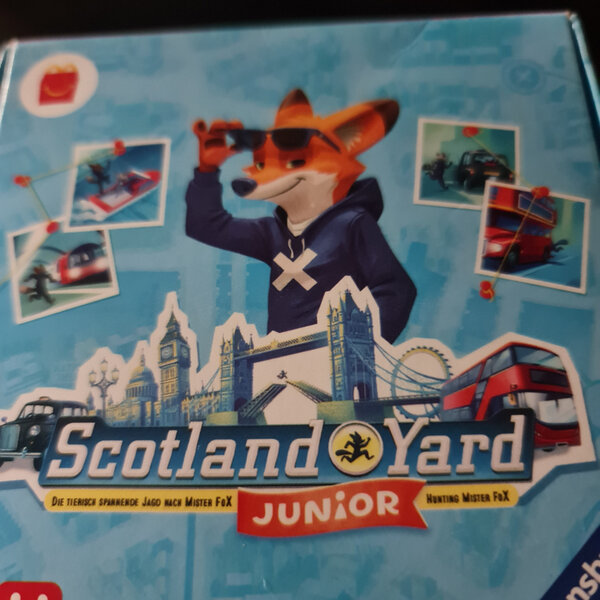 Scotland Yard
DIE TIERISCH SPANNENDE JAGD NACH MISTER FOX
JUNIOR
HUNTING MISTER FOX